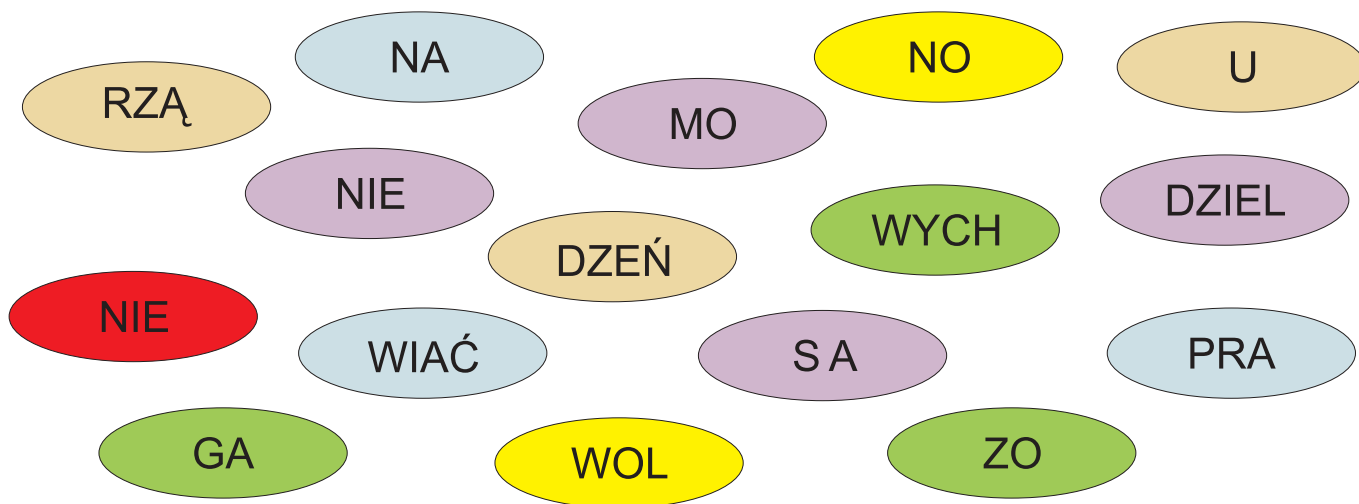 NA
NO
U
RZĄ
MO
NIE
DZIEL
WYCH
DZEŃ
NIE
WIAĆ
S A
PRA
GA
WOL
ZO